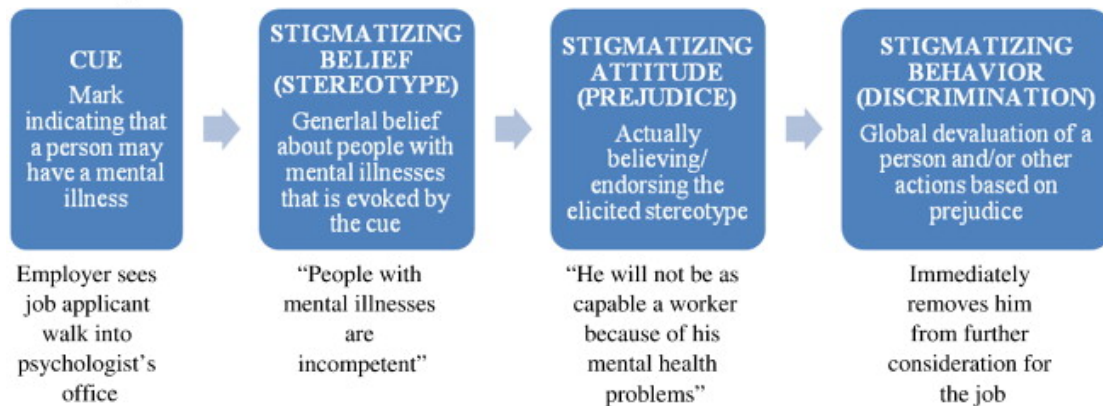 CUE
Mark
indicating that
a person may
have a mental
illness
STIGMATIZING
BELIEF
(STEREOTYPE)
Generlal belief
about people with
mental illnesses
that is evoked by
the cue
STIGMATIZING
ATTITUDE
(PREJUDICE)
Actually
believing/
endorsing the
elicited stereotype
STIGMATIZING
BEHAVIOR
(DISCRIMINATION)
Global devaluation of a
person and/or other
actions based on
prejudice
Employer sees
job applicant
walk into
psychologist’s
office
“People with
mental illnesses
are
incompetent”
“He will not be as
capable a worker
because of his
mental health
problems”
Immediately
removes him
from further
consideration for
the job